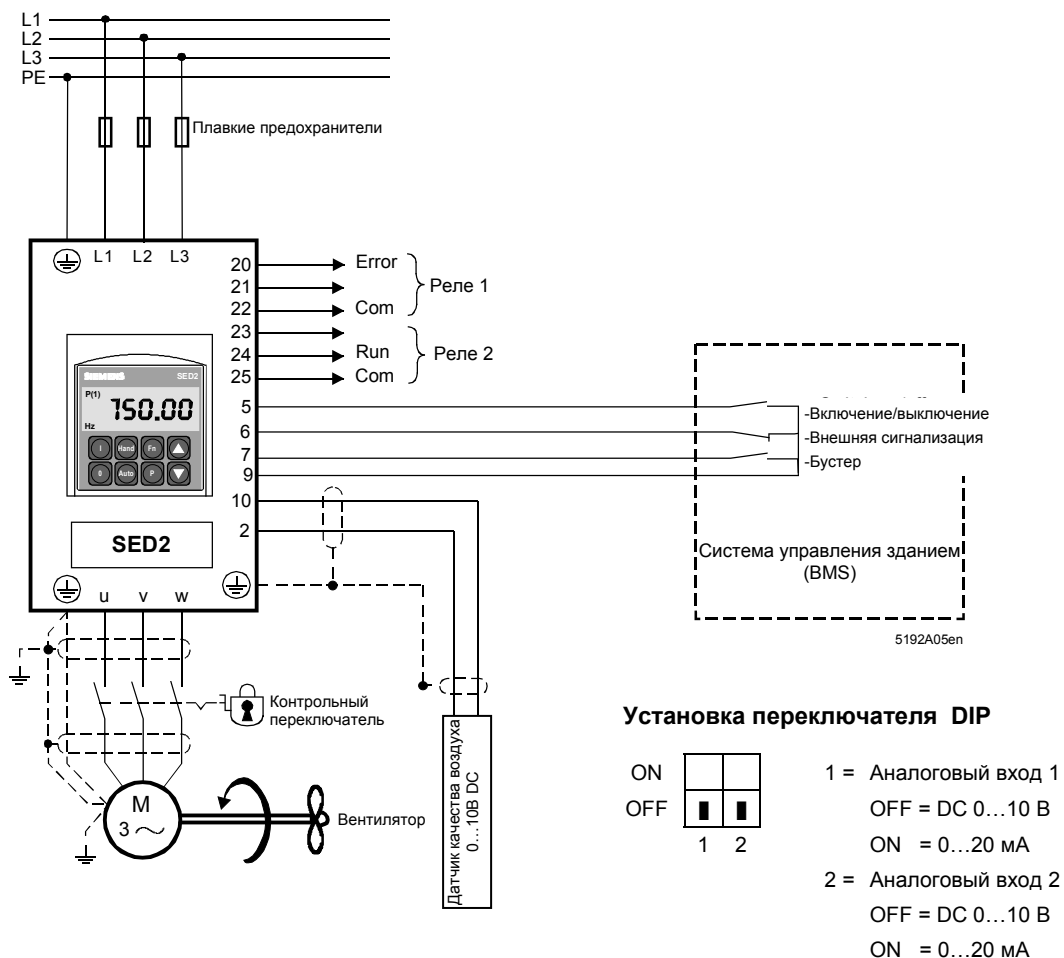 L1
L2
L3
PE
Плавкие предохранители
L1 L2 L3
20 Error
21 Реле 1
22 Com
23
24 Run Реле 2
25 Com
5
6
7
9
10
2
-Включение/выключение
-Внешняя сигнализация
-Бустер
Система управления зданием
(BMS)
5192A05en
SIEMENS SED2
P(1)
750.00
Hz
I Hand Fn
0 Auto P
SED2
u v w
Контрольный
переключатель
M
3
Вентилятор
Датчик качества воздуха
0...10В DC
Установка переключателя DIP
ON
OFF
1 2
1 = Аналоговый вход 1
OFF = DC 0…10 В
ON = 0…20 мА
2 = Аналоговый вход 2
OFF = DC 0…10 В
ON = 0…20 мА